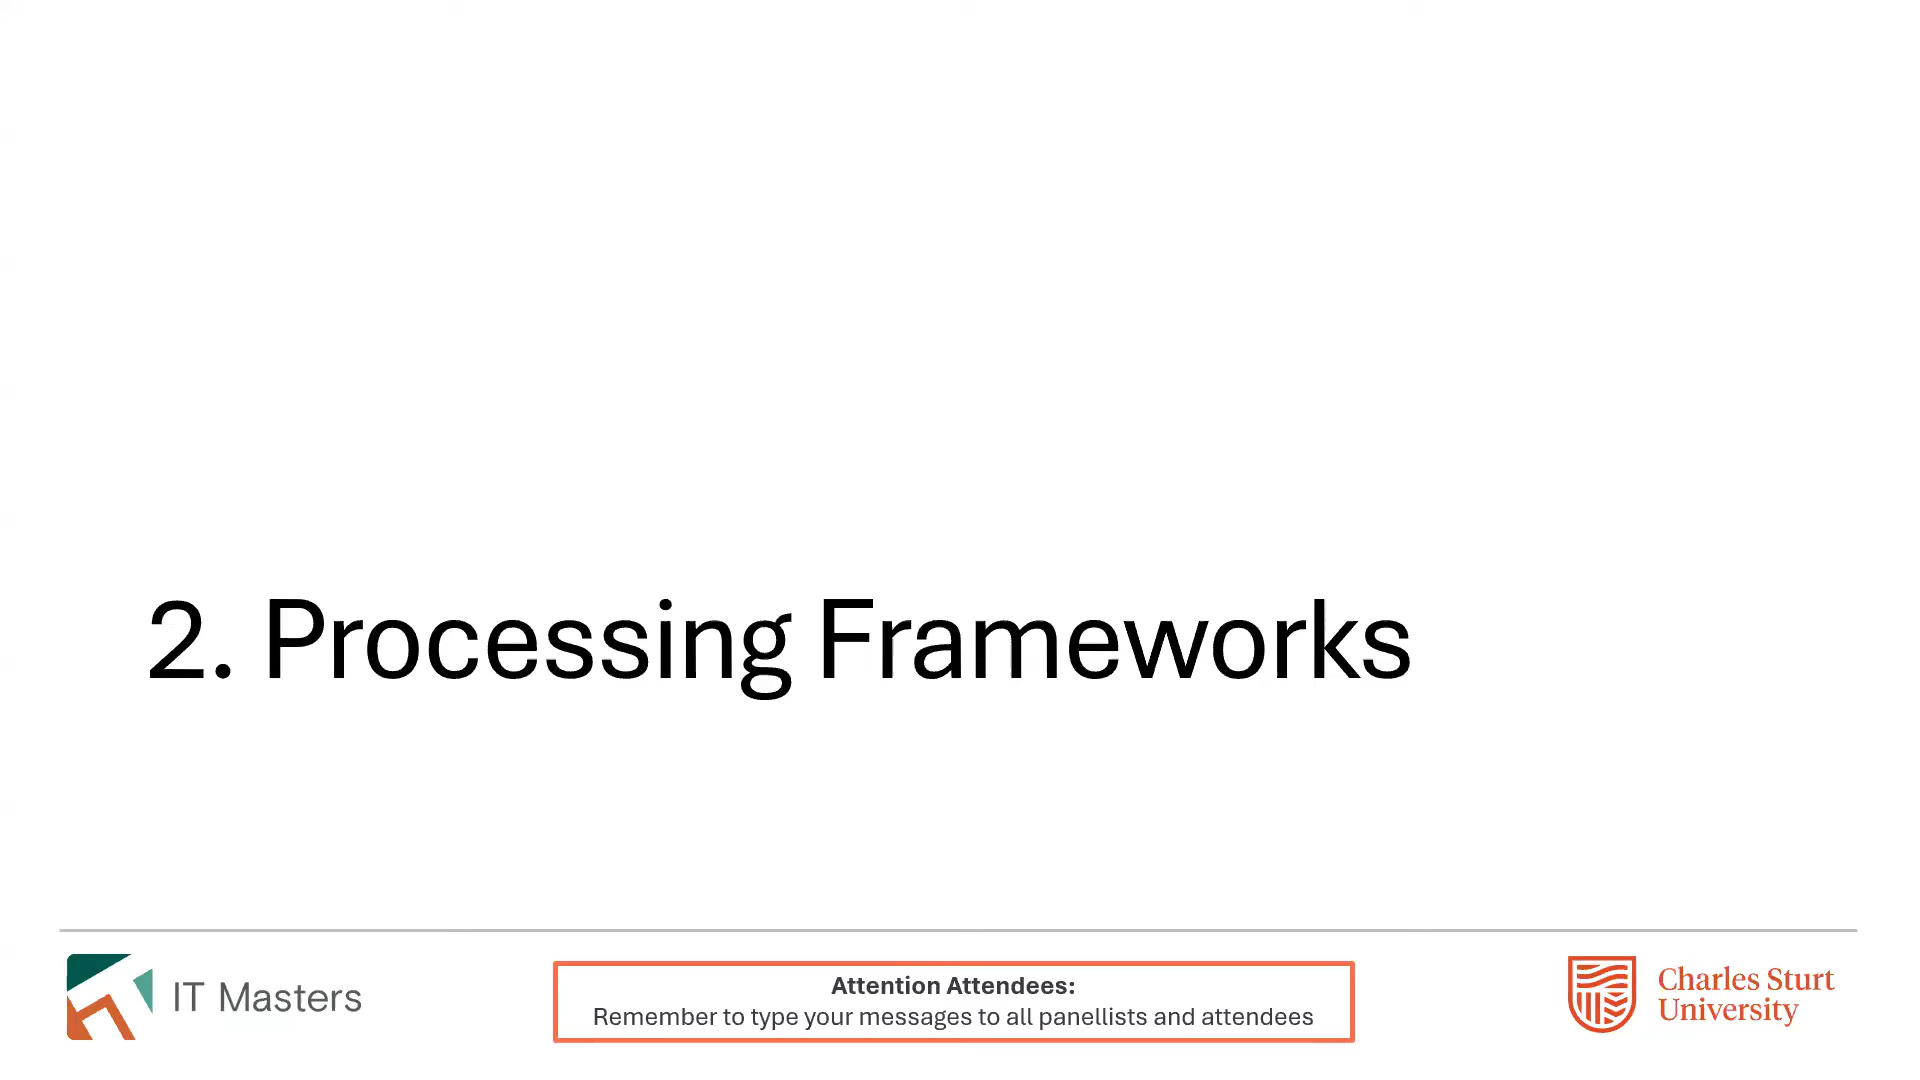 2. Processing Frameworks
IT Masters
Attention Attendees:
Remember to type your messages to all panellists and attendees
Charles Sturt
University